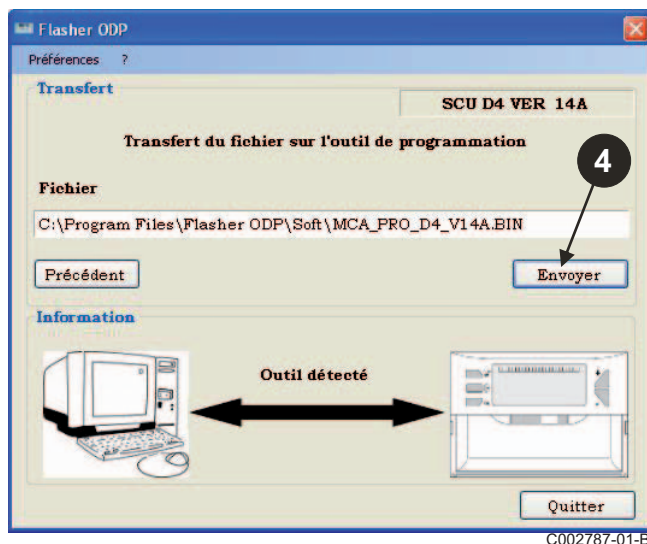 Flasher ODP
Préférences ?
Transfert
SCU D4 VER 14A
Transfert du fichier sur l'outil de programmation
4
Fichier
C:\Program Files\Flasher ODP\Soft\MCA_PRO_D4_V14A.BIN
Précédent
Envoyer
Information
Outil détecté
Quitter
C002787-01-B